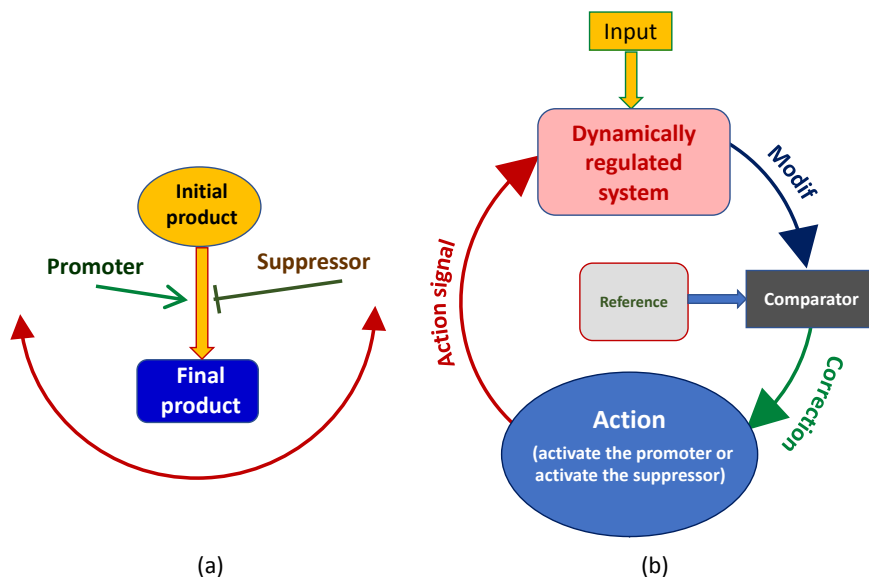 Initial
product
Promoter
Suppressor
Final
product
(a)
Input
Dynamically
regulated
system
Modif
Reference
Comparator
Action signal
Correction
Action
(activate the promoter or
activate the suppressor)
(b)